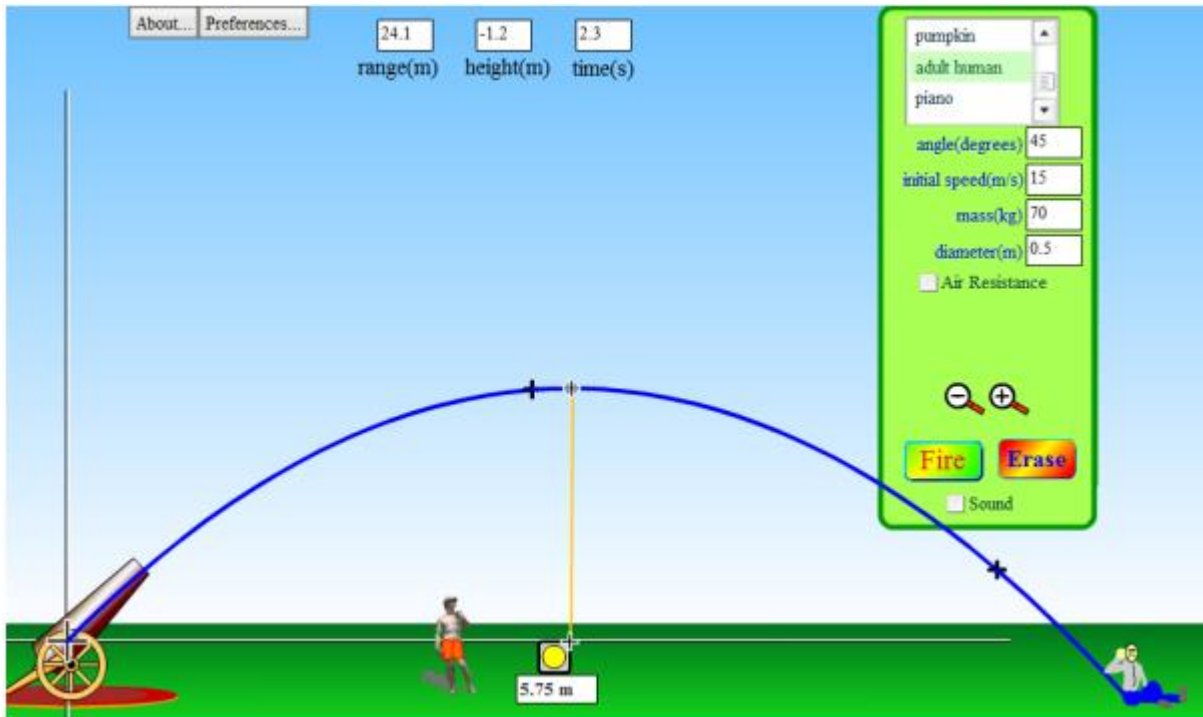 About... Preferences...
24.1 -1.2 2.3
range(m) height(m) time(s)
pumpkin
adult human
piano
angle(degrees) 45
initial speed(m/s) 15
mass(kg) 70
diameter(m) 0.5
Air Resistance
Fire Erase
Sound
5.75 m